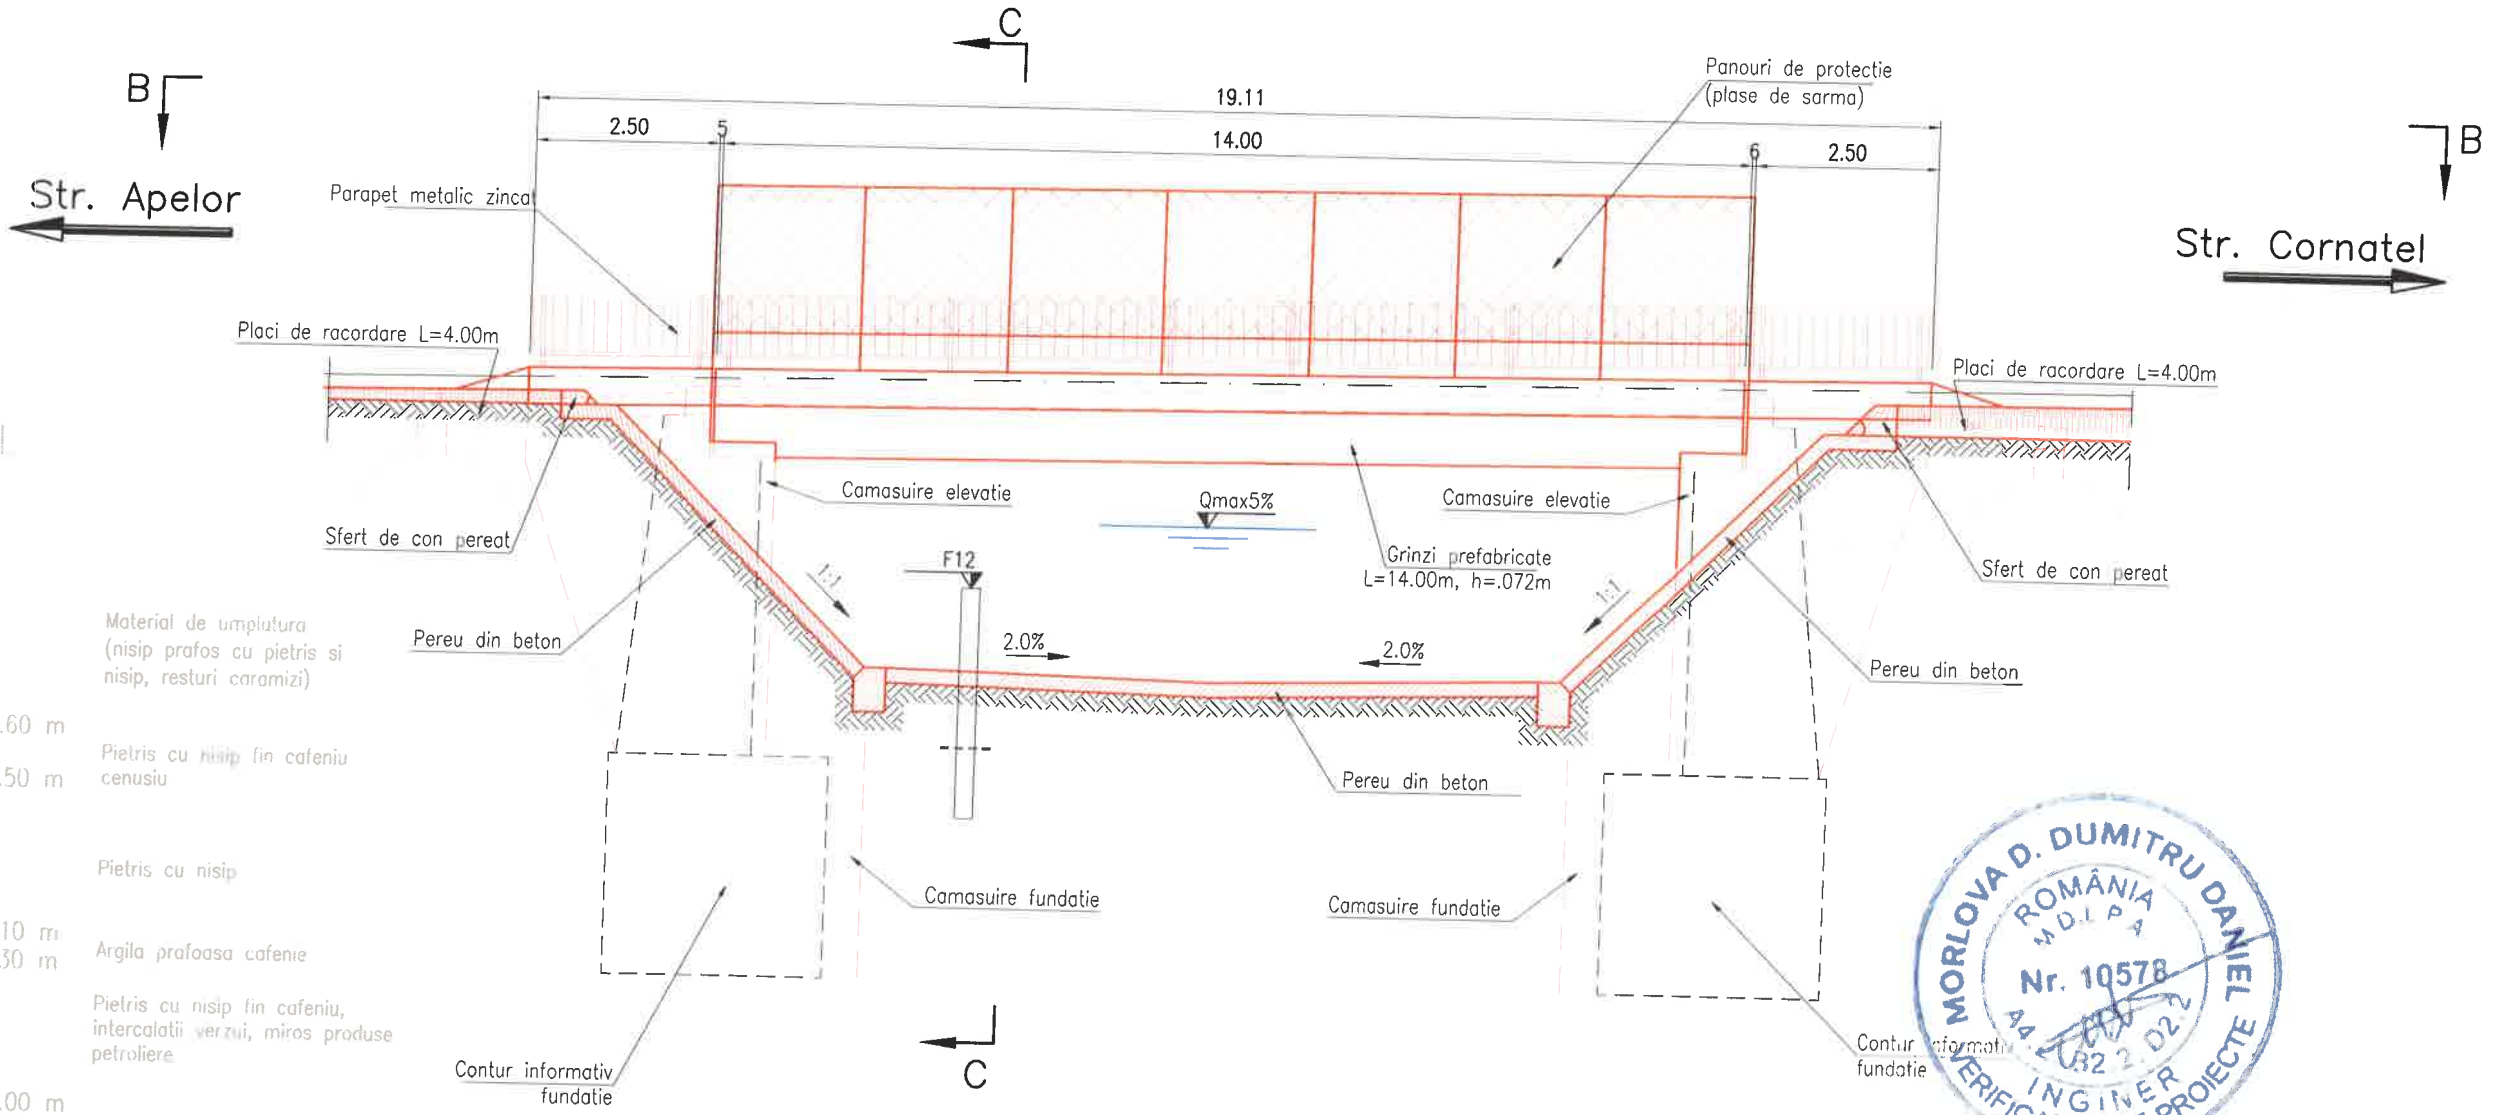 C
B
Panouri de protectie
(plase de sarma)
19.11
2.50
5
14.00
6
2.50
B
Str. Apelor
Parapet metalic zinca
Str. Cornatel
Placi de racordare L=4.00m
Placi de racordare L=4.00m
Camasuire elevatie
Qmax5%
Camasuire elevatie
Sfert de con pereat
F12
Grinzi prefabricate
L=14.00m, h=.072m
Sfert de con pereat
1:1
1:1
Material de umplutura
(nisip prafos cu pietris si
nisip, resturi caramizi)
Pereu din beton
2.0%
2.0%
Pereu din beton
.60 m
Pietris cu nisip fin cafeniu
cenusiu
.50 m
Pereu din beton
Pietris cu nisip
Camasuire fundatie
Camasuire fundatie
10 m
Argila prafoasa cafenie
30 m
Pietris cu nisip fin cafeniu,
intercalatii verzui, miros produse
petroliere
Contur informativ
fundatie
C
Contur informati
fundatie
.00 m
MORLOVA D. DUMITRU DANIEL
ROMÂNIA
M D.L P A
Nr. 10578
INGINER
PROIECTE